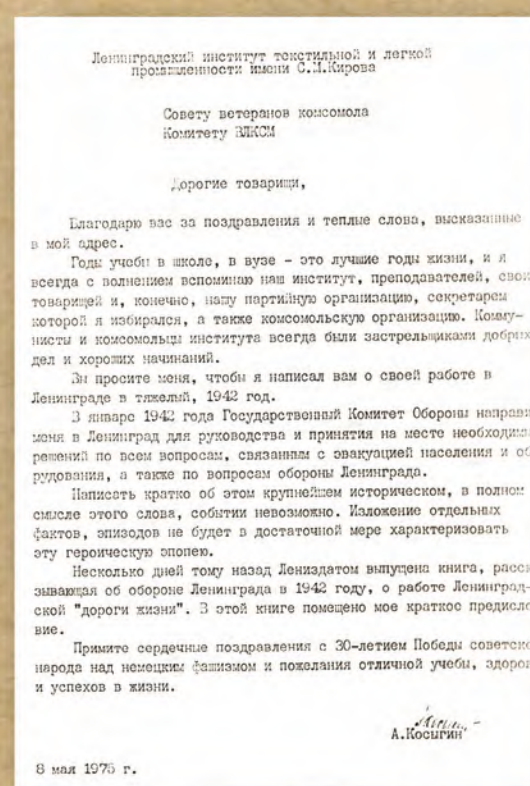 Ленинградский институт текстильной и легкой
промышленности имени С.М.Кирова
Совету ветеранов комсомола
Комитету ВЛКСМ
Дорогие товарищи,
Благодарю вас за поздравления и теплые слова, высказанные
в мой адрес.
Годы учебы в школе, в вузе - это лучшие годы жизни, и я
всегда с волнением вспоминаю наш институт, преподавателей, свои
товарищей и, конечно, нашу партийную организацию, секретарем
которой я избирался, а также комсомольскую организацию. Комму-
нисты и комсомольцы института всегда были застрельщиками добрых
дел и хороших начинаний.
Вы просите меня, чтобы я написал вам о своей работе в
Ленинграде в тяжелый, 1942 год.
В январе 1942 года Государственный Комитет Обороны направи
меня в Ленинград для руководства и принятия на месте необходимы
решений по всем вопросам, связанным с эвакуацией населения и об
рудования, а также по вопросам обороны Ленинграда.
Написать кратко об этом крупнейшем историческом, в полном
смысле этого слова, событии невозможно. Изложение отдельных
фактов, эпизодов не будет в достаточной мере характеризовать
эту героическую эпопею.
Несколько дней тому назад Лениздатом выпущена книга, расск
зывающая об обороне Ленинграда в 1942 году, о работе Ленинград-
ской "дороги жизни". В этой книге помещено мое краткое предисло
вие.
Примите сердечные поздравления с 30-летием Победы советско
народа над немецким фашизмом и пожелания отличной учебы, здоров
и успехов в жизни.
А.Косыгин
8 мая 1975 г.